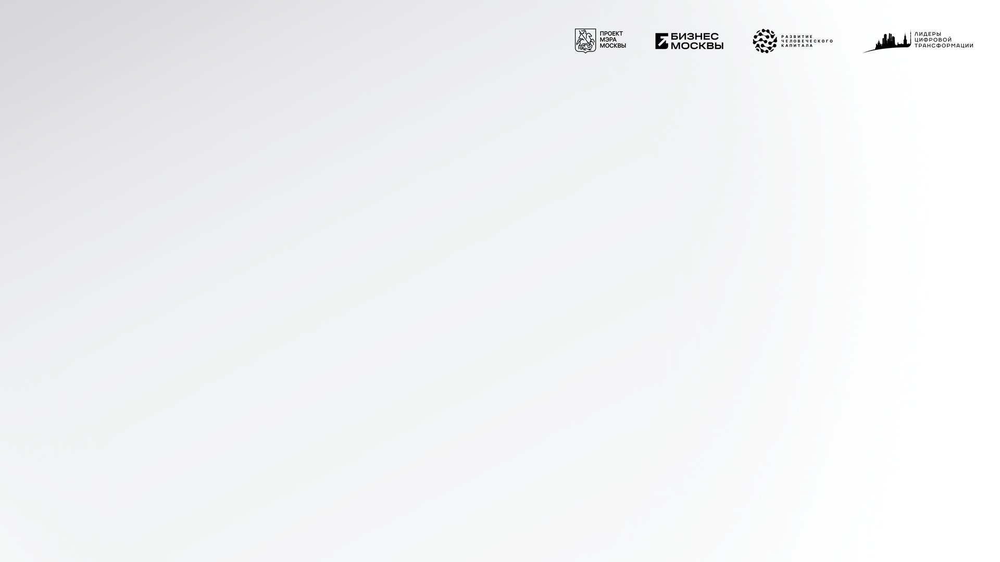 ПРОЕКТ
МЭРА
МОСКВЫ
БИЗНЕС
МОСКВЫ
РАЗВИТИЕ
ЧЕЛОВЕЧЕСКОГО
КАПИТАЛА
ЛИДЕРЫ
ЦИФРОВОЙ
ТРАНСФОРМАЦИИ